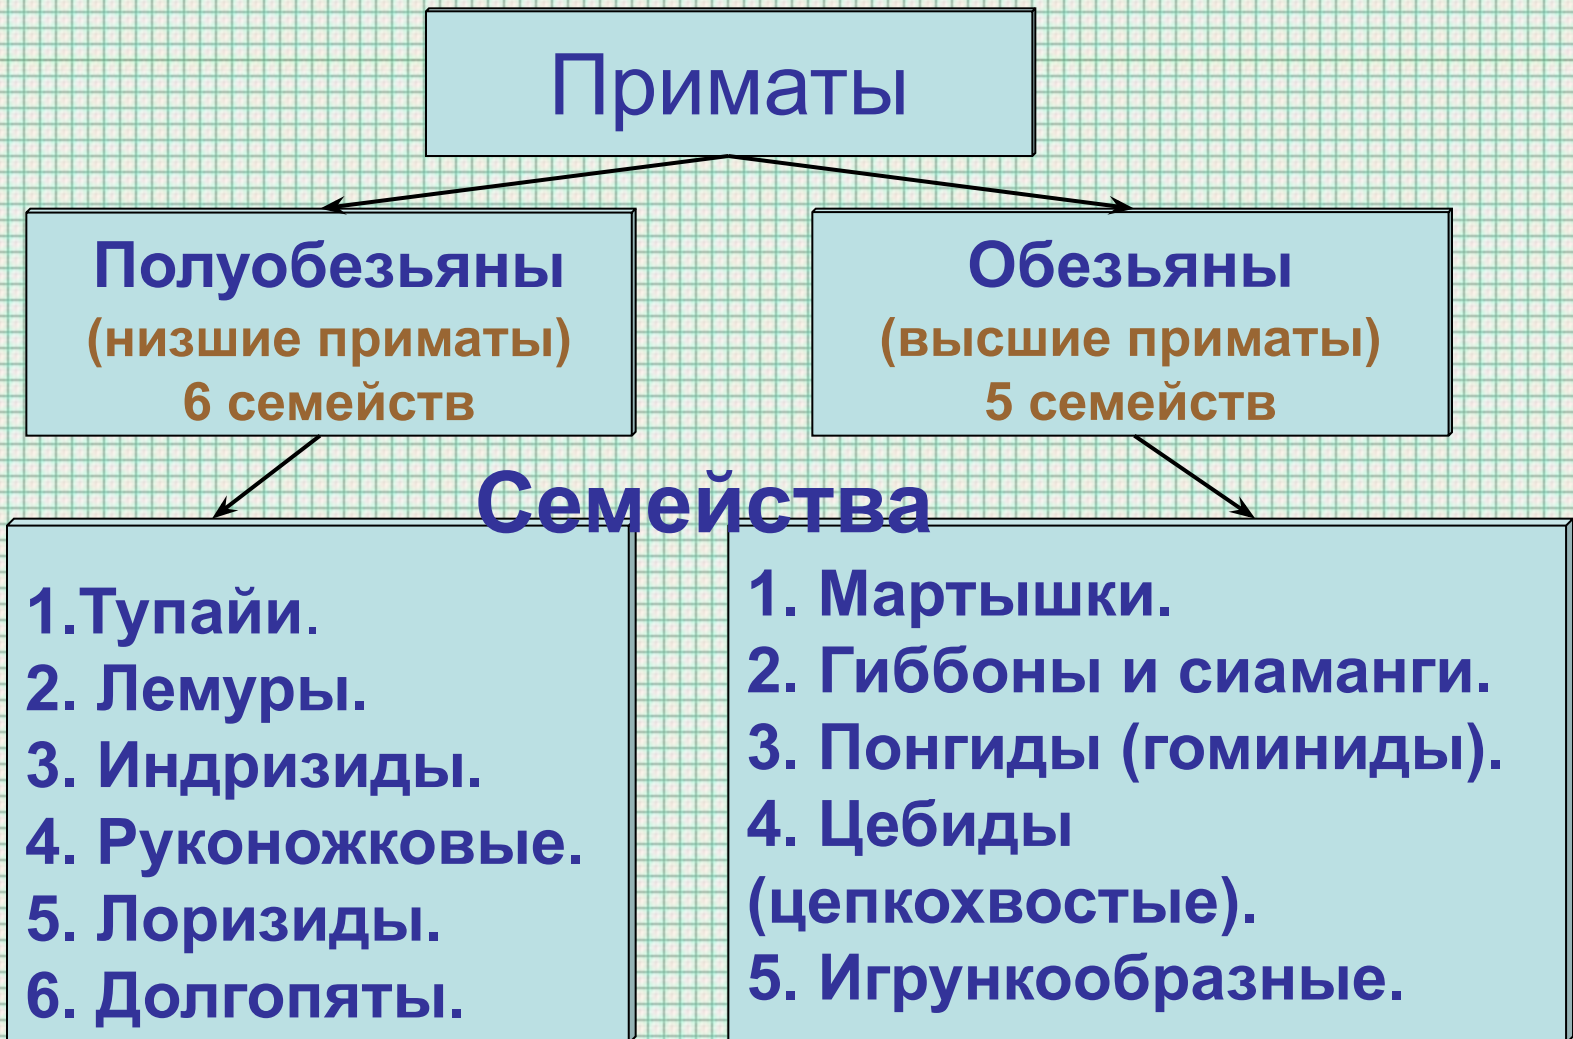 Приматы
Полуобезьяны
(низшие приматы)
6 семейств
Обезьяны
(высшие приматы)
5 семейств
Семейства
1.Тупайи.
2. Лемуры.
3. Индризиды.
4. Руконожковые.
5. Лоризиды.
6. Долгопяты.
1. Мартышки.
2. Гиббоны и сиаманги.
3. Понгиды (гоминиды).
4. Цебиды
(цепкохвостые).
5. Игрункообразные.